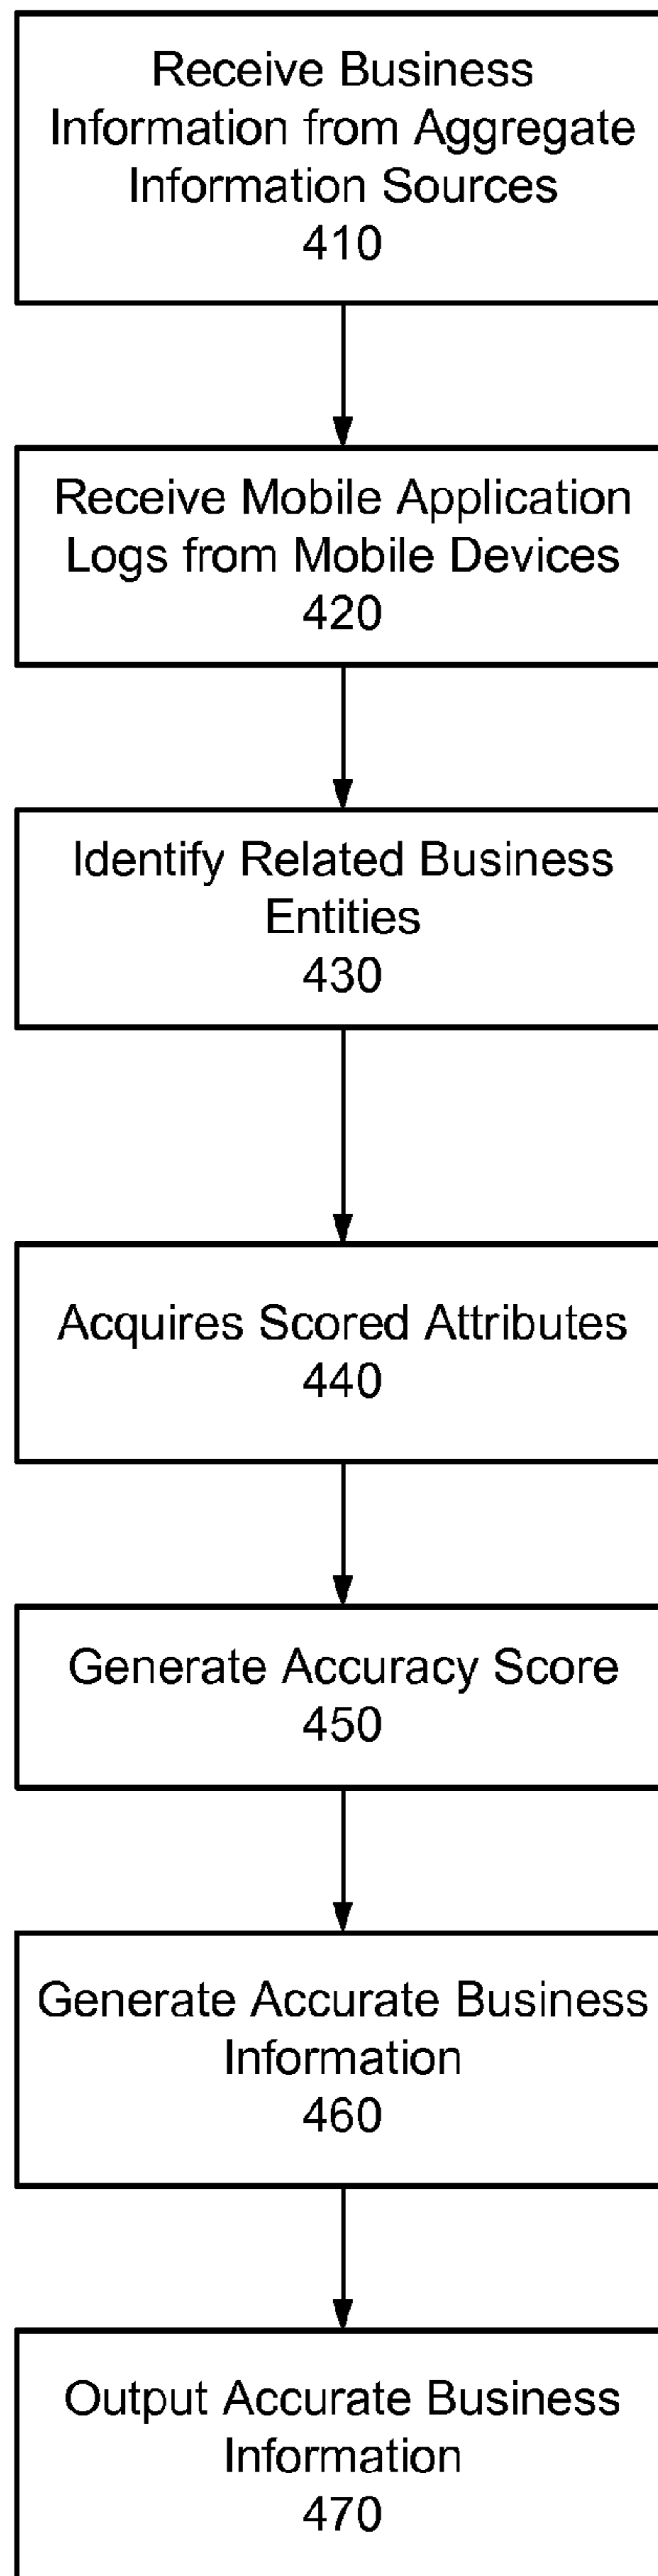 Receive Business
Information from Aggregate
Information Sources
410
Receive Mobile Application
Logs from Mobile Devices
420
Identify Related Business
Entities
430
Acquires Scored Attributes
440
Generate Accuracy Score
450
Generate Accurate Business
Information
460
Output Accurate Business
Information
470